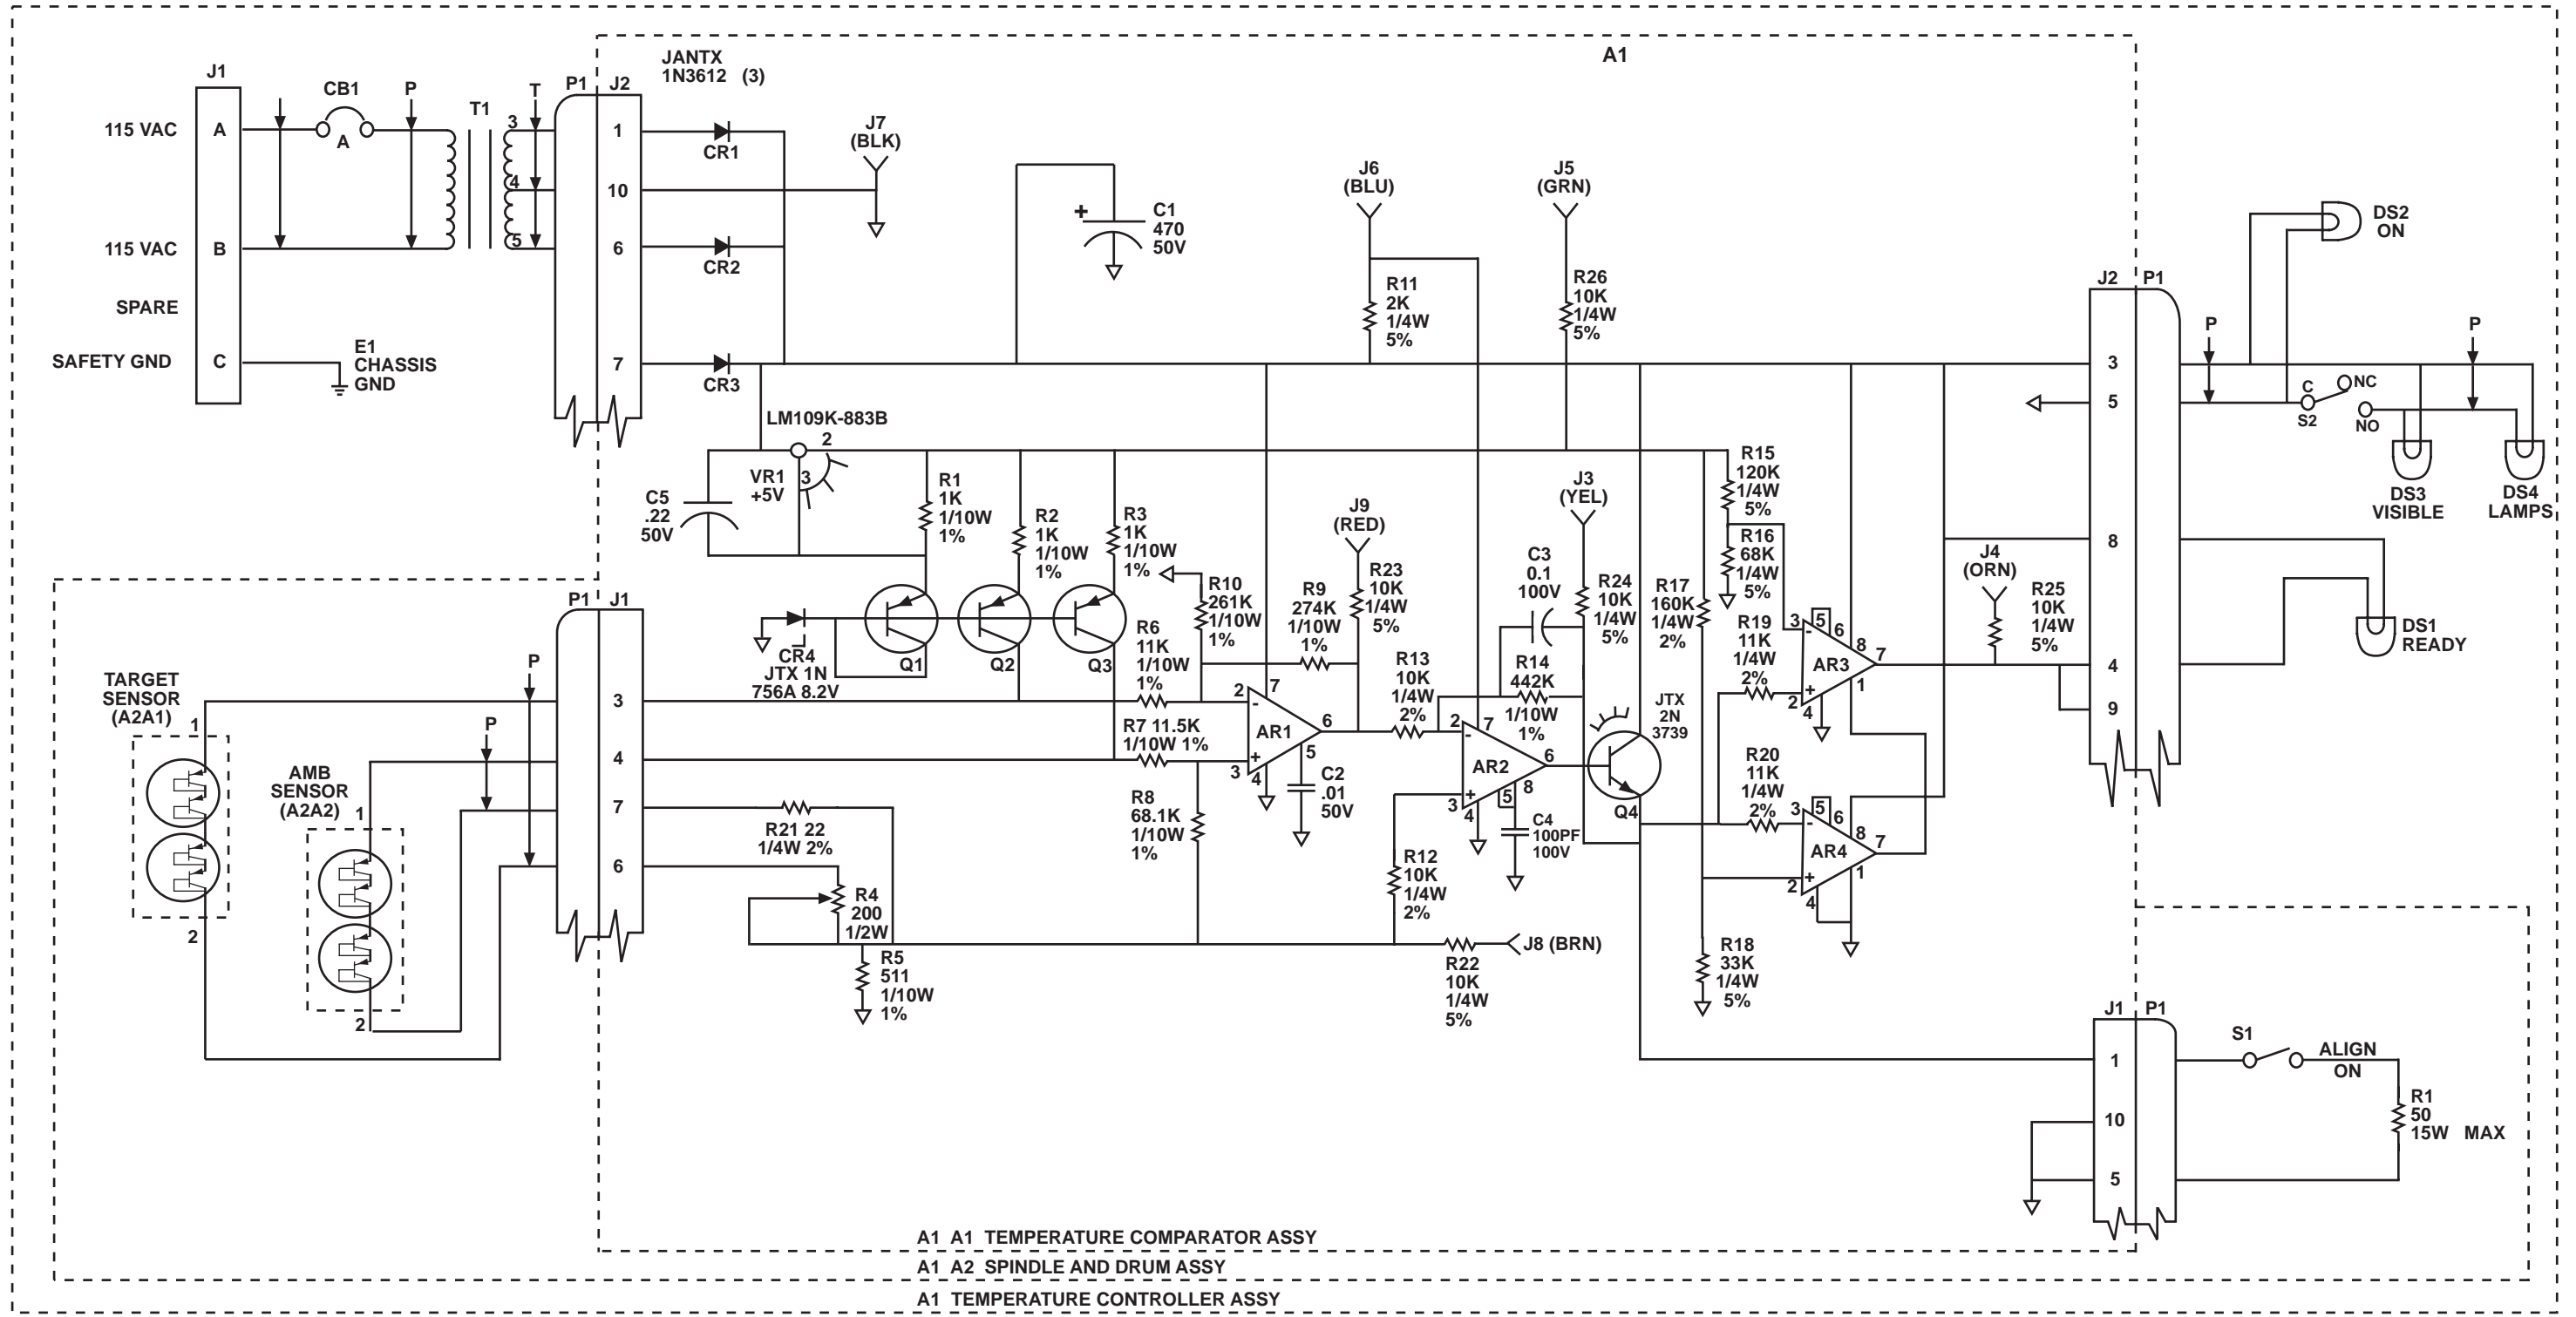 A1
J1
115 VAC
A
115 VAC
B
SPARE
SAFETY GND
C
E1
CHASSIS
GND
CB1
A
P
T1
T
3
4
5
P1
J2
1
10
6
7
JANTX
1N3612 (3)
CR1
CR2
CR3
J7
(BLK)
+
C1
470
50V
J6
(BLU)
R11
2K
1/4W
5%
J5
(GRN)
R26
10K
1/4W
5%
LM109K-883B
2
3
VR1
+5V
C5
.22
50V
R1
1K
1/10W
1%
R2
1K
1/10W
1%
R3
1K
1/10W
1%
CR4
JTX 1N
756A 8.2V
Q1
Q2
Q3
R6
11K
1/10W
1%
R7 11.5K
1/10W 1%
R10
261K
1/10W
1%
R9
274K
1/10W
1%
J9
(RED)
R23
10K
1/4W
5%
2
-
7
AR1
6
5
+
3
4
C2
.01
50V
R8
68.1K
1/10W
1%
R13
10K
1/4W
2%
J3
(YEL)
C3
0.1
100V
R24
10K
1/4W
5%
R14
442K
1/10W
1%
2
-
7
AR2
6
+
3
4
5
8
C4
100PF
100V
R12
10K
1/4W
2%
JTX
2N
3739
Q4
R17
160K
1/4W
2%
R15
120K
1/4W
5%
R16
68K
1/4W
5%
R19
11K
1/4W
2%
R20
11K
1/4W
2%
R18
33K
1/4W
5%
3
-
5
6
8
AR3
7
+
2
4
1
3
-
5
6
8
AR4
7
+
2
4
1
J4
(ORN)
R25
10K
1/4W
5%
J2
P1
3
5
8
4
9
P
P
DS2
ON
C
NC
S2
NO
DS3
VISIBLE
DS4
LAMPS
DS1
READY
TARGET
SENSOR
(A2A1)
1
2
AMB
SENSOR
(A2A2)
1
2
P
P
P1
J1
3
4
7
6
R21 22
1/4W 2%
R4
200
1/2W
R5
511
1/10W
1%
R22
10K
1/4W
5%
J8 (BRN)
J1
P1
1
10
5
S1
ALIGN
ON
R1
50
15W MAX
A1 A1 TEMPERATURE COMPARATOR ASSY
A1 A2 SPINDLE AND DRUM ASSY
A1 TEMPERATURE CONTROLLER ASSY